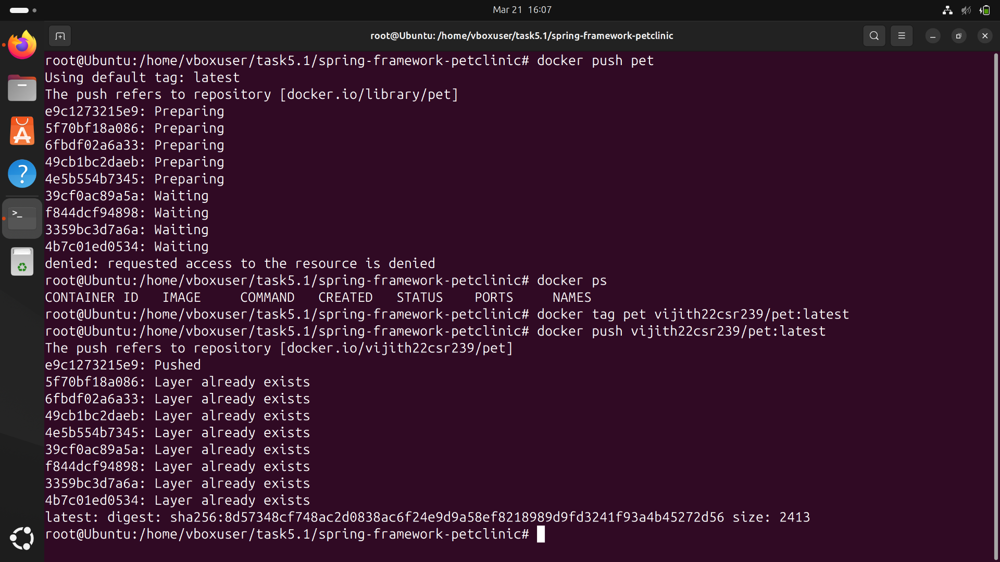 Mar 21 16:07
root@Ubuntu: /home/vboxuser/task5.1/spring-framework-petclinic
root@Ubuntu:/home/vboxuser/task5.1/spring-framework-petclinic# docker push pet
Using default tag: latest
The push refers to repository [docker.io/library/pet]
e9c1273215e9: Preparing
5f70bf18a086: Preparing
6fbdf02a6a33: Preparing
49cb1bc2daeb: Preparing
4e5b554b7345: Preparing
39cf0ac89a5a: Waiting
f844dcf94898: Waiting
3359bc3d7a6a: Waiting
4b7c01ed0534: Waiting
denied: requested access to the resource is denied
root@Ubuntu:/home/vboxuser/task5.1/spring-framework-petclinic# docker ps
CONTAINER ID   IMAGE     COMMAND   CREATED   STATUS    PORTS     NAMES
root@Ubuntu:/home/vboxuser/task5.1/spring-framework-petclinic# docker tag pet vijith22csr239/pet:latest
root@Ubuntu:/home/vboxuser/task5.1/spring-framework-petclinic# docker push vijith22csr239/pet:latest
The push refers to repository [docker.io/vijith22csr239/pet]
e9c1273215e9: Pushed
5f70bf18a086: Layer already exists
6fbdf02a6a33: Layer already exists
49cb1bc2daeb: Layer already exists
4e5b554b7345: Layer already exists
39cf0ac89a5a: Layer already exists
f844dcf94898: Layer already exists
3359bc3d7a6a: Layer already exists
4b7c01ed0534: Layer already exists
latest: digest: sha256:8d57348cf748ac2d0838ac6f24e9d9a58ef8218989d9fd3241f93a4b45272d56 size: 2413
root@Ubuntu:/home/vboxuser/task5.1/spring-framework-petclinic#